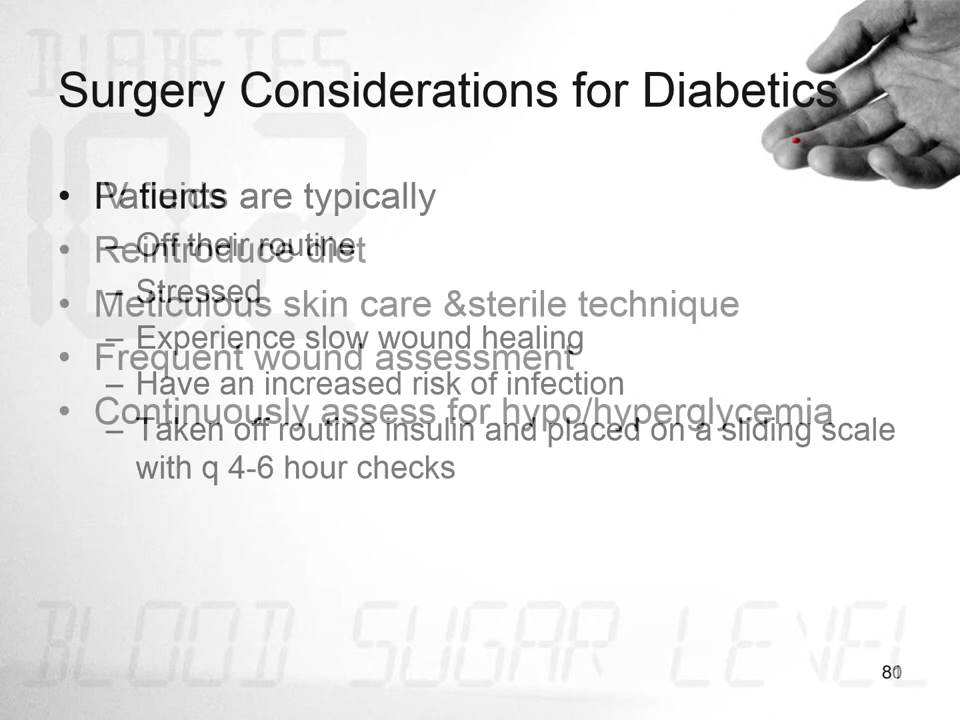 DIABETES
102
Surgery Considerations for Diabetics
• Patients are typically
– Off their routine
– Stressed
– Experience slow wound healing
– Have an increased risk of infection
– Taken off routine insulin and placed on a sliding scale
with q 4-6 hour checks
• Reintroduce diet
• Meticulous skin care &sterile technique
• Frequent wound assessment
• Continuously assess for hypo/hyperglycemia
BLOOD SUGAR LEVEL